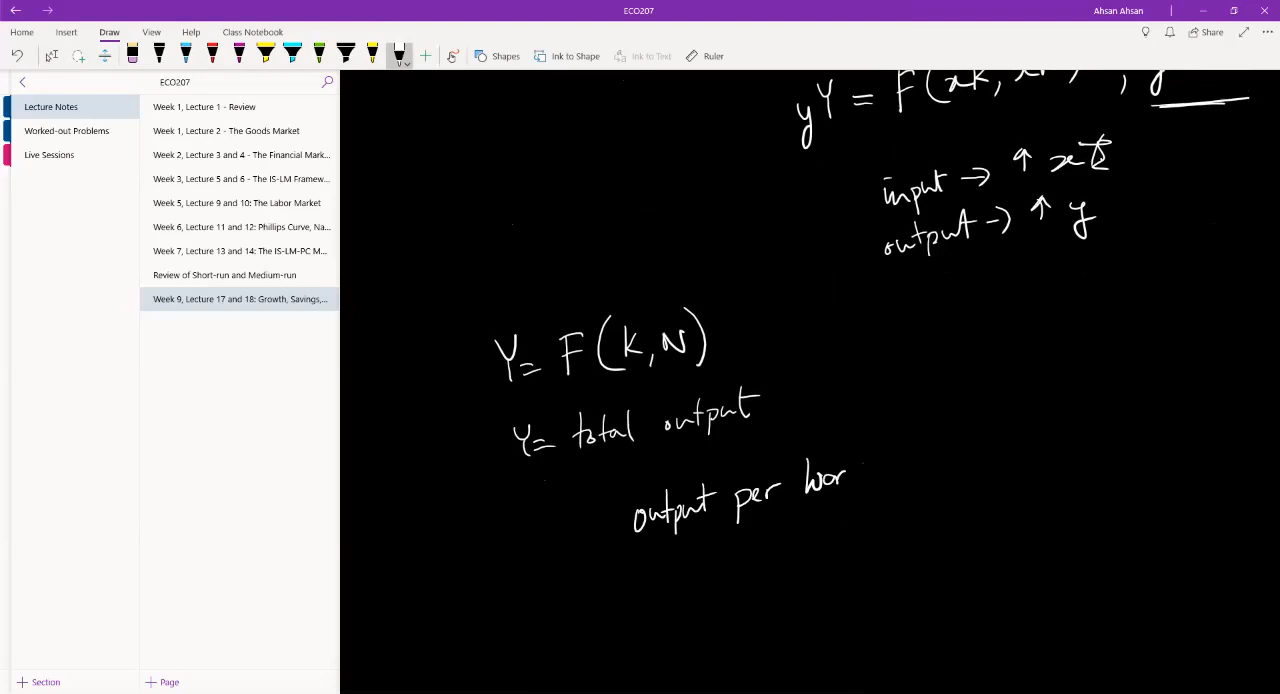 ECO207
Ahsan Ahsan
Home Insert Draw View Help Class Notebook
Share
Shapes Ink to Shape Ink to Text Ruler
ECO207
Lecture Notes
Worked-out Problems
Live Sessions
Week 1, Lecture 1 - Review
Week 1, Lecture 2 - The Goods Market
Week 2, Lecture 3 and 4 - The Financial Mark...
Week 3, Lecture 5 and 6 - The IS-LM Framew...
Week 5, Lecture 9 and 10: The Labor Market
Week 6, Lecture 11 and 12: Phillips Curve, Na...
Week 7, Lecture 13 and 14: The IS-LM-PC M...
Review of Short-run and Medium-run
Week 9, Lecture 17 and 18: Growth, Savings,...
yY = F(xK,
input → ↑ x
output → ↑ y
Y = F(K, N)
Y = total output
output per wor
+ Section
+ Page